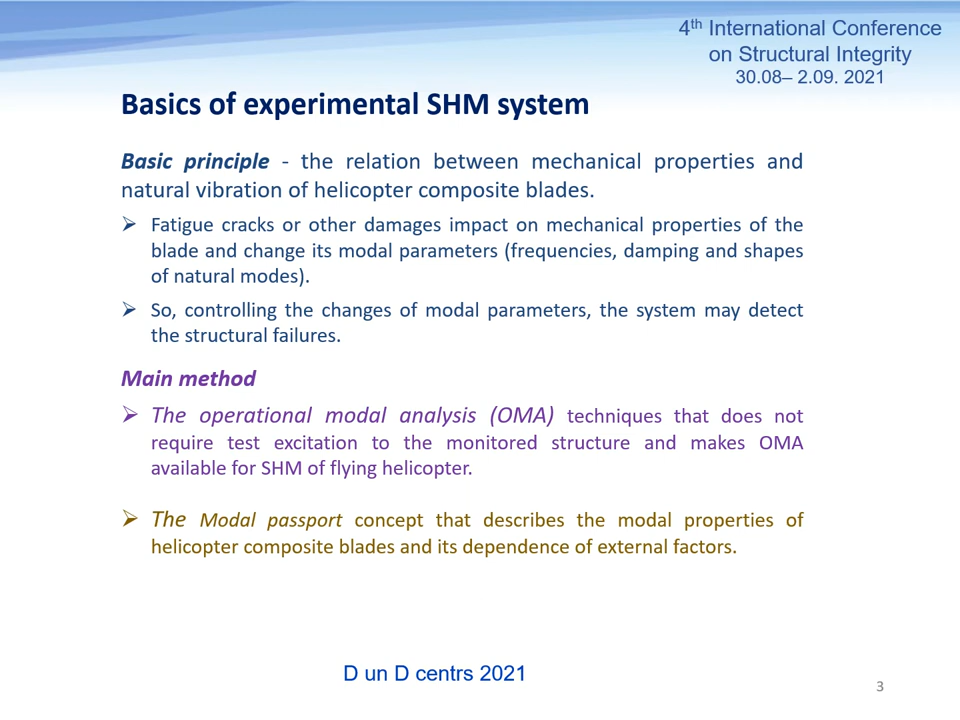 4th International Conference
on Structural Integrity
30.08– 2.09. 2021
Basics of experimental SHM system
Basic principle - the relation between mechanical properties and
natural vibration of helicopter composite blades.
➢ Fatigue cracks or other damages impact on mechanical properties of the
blade and change its modal parameters (frequencies, damping and shapes
of natural modes).
➢ So, controlling the changes of modal parameters, the system may detect
the structural failures.
Main method
➢ The operational modal analysis (OMA) techniques that does not
require test excitation to the monitored structure and makes OMA
available for SHM of flying helicopter.
➢ The Modal passport concept that describes the modal properties of
helicopter composite blades and its dependence of external factors.
D un D centrs 2021
3